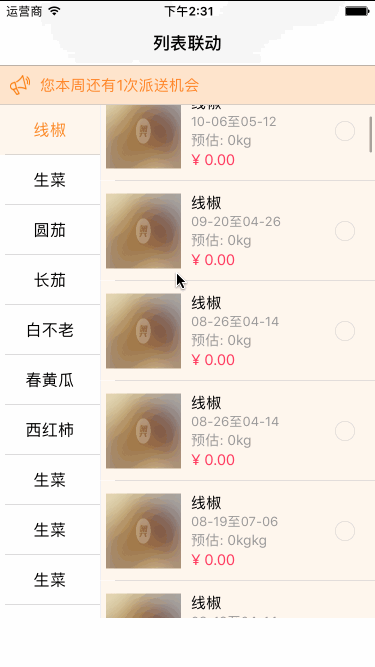 运营商 下午2:31
列表联动
您本周还有1次派送机会
线椒
生菜
圆茄
长茄
白不老
春黄瓜
西红柿
生菜
生菜
生菜
线椒
10-06至05-12
预估: 0kg
¥ 0.00
线椒
09-20至04-26
预估: 0kg
¥ 0.00
线椒
08-26至04-14
预估: 0kg
¥ 0.00
线椒
08-26至04-14
预估: 0kg
¥ 0.00
线椒
08-19至07-06
预估: 0kgkg
¥ 0.00
线椒